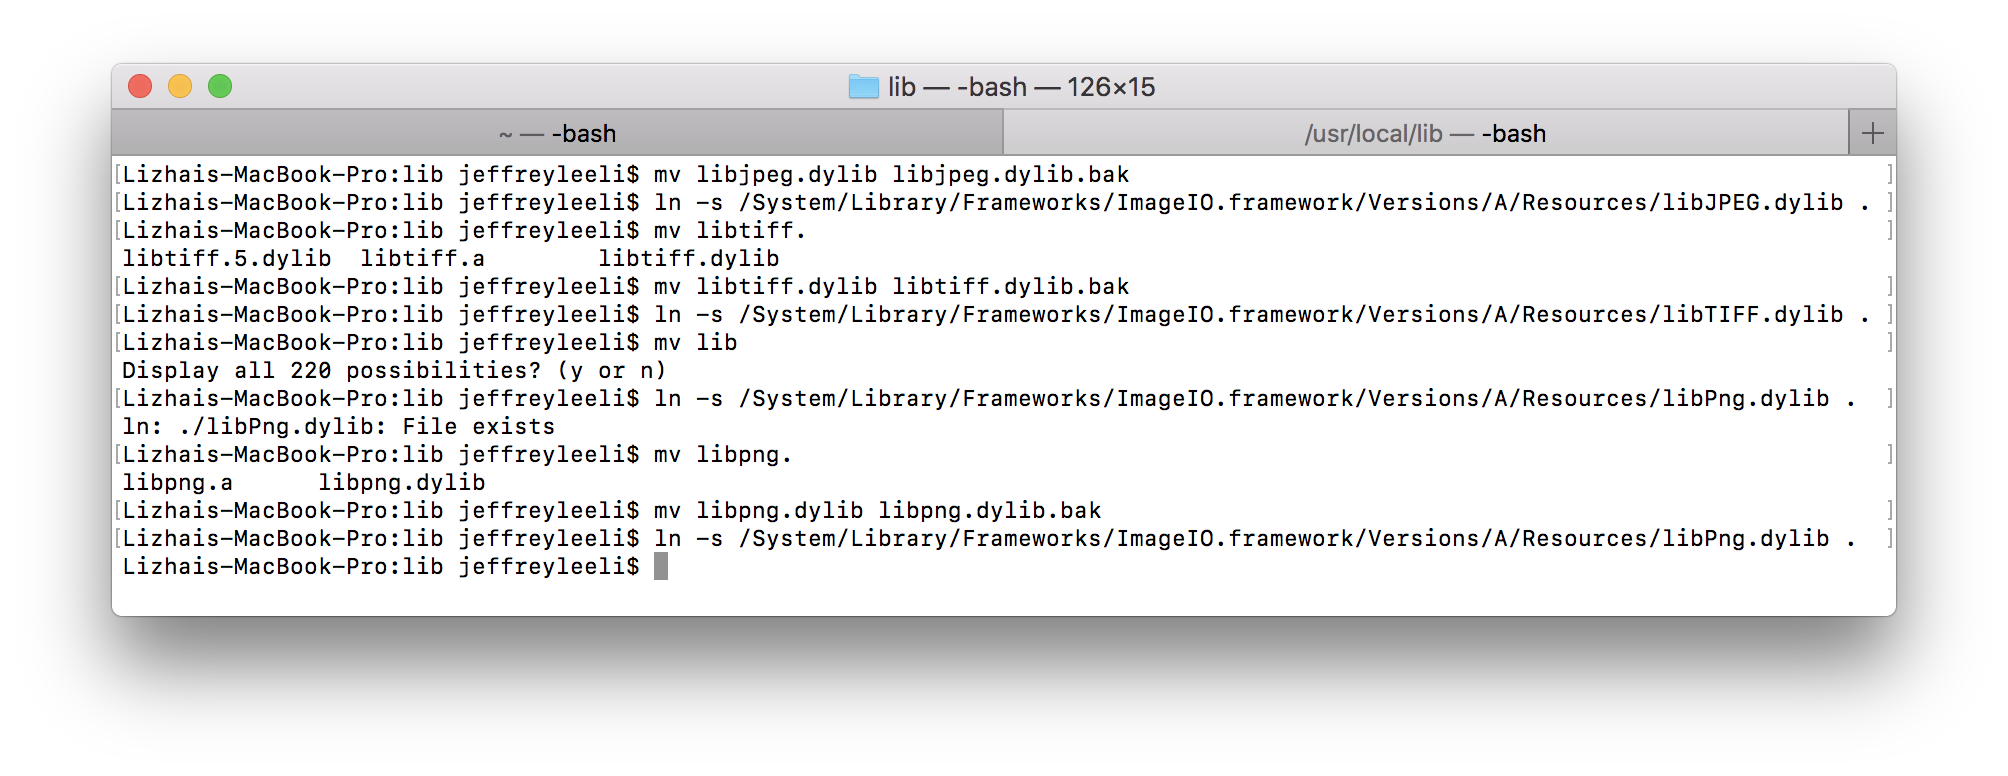 lib — -bash — 126×15
~ — -bash
/usr/local/lib — -bash
[Lizhais-MacBook-Pro:lib jeffreyleeli$ mv libjpeg.dylib libjpeg.dylib.bak ]
[Lizhais-MacBook-Pro:lib jeffreyleeli$ ln -s /System/Library/Frameworks/ImageIO.framework/Versions/A/Resources/libJPEG.dylib . ]
[Lizhais-MacBook-Pro:lib jeffreyleeli$ mv libtiff. ]
libtiff.5.dylib libtiff.a libtiff.dylib
[Lizhais-MacBook-Pro:lib jeffreyleeli$ mv libtiff.dylib libtiff.dylib.bak ]
[Lizhais-MacBook-Pro:lib jeffreyleeli$ ln -s /System/Library/Frameworks/ImageIO.framework/Versions/A/Resources/libTIFF.dylib . ]
[Lizhais-MacBook-Pro:lib jeffreyleeli$ mv lib ]
Display all 220 possibilities? (y or n)
[Lizhais-MacBook-Pro:lib jeffreyleeli$ ln -s /System/Library/Frameworks/ImageIO.framework/Versions/A/Resources/libPng.dylib . ]
ln: ./libPng.dylib: File exists
[Lizhais-MacBook-Pro:lib jeffreyleeli$ mv libpng. ]
libpng.a libpng.dylib
[Lizhais-MacBook-Pro:lib jeffreyleeli$ mv libpng.dylib libpng.dylib.bak ]
[Lizhais-MacBook-Pro:lib jeffreyleeli$ ln -s /System/Library/Frameworks/ImageIO.framework/Versions/A/Resources/libPng.dylib . ]
Lizhais-MacBook-Pro:lib jeffreyleeli$